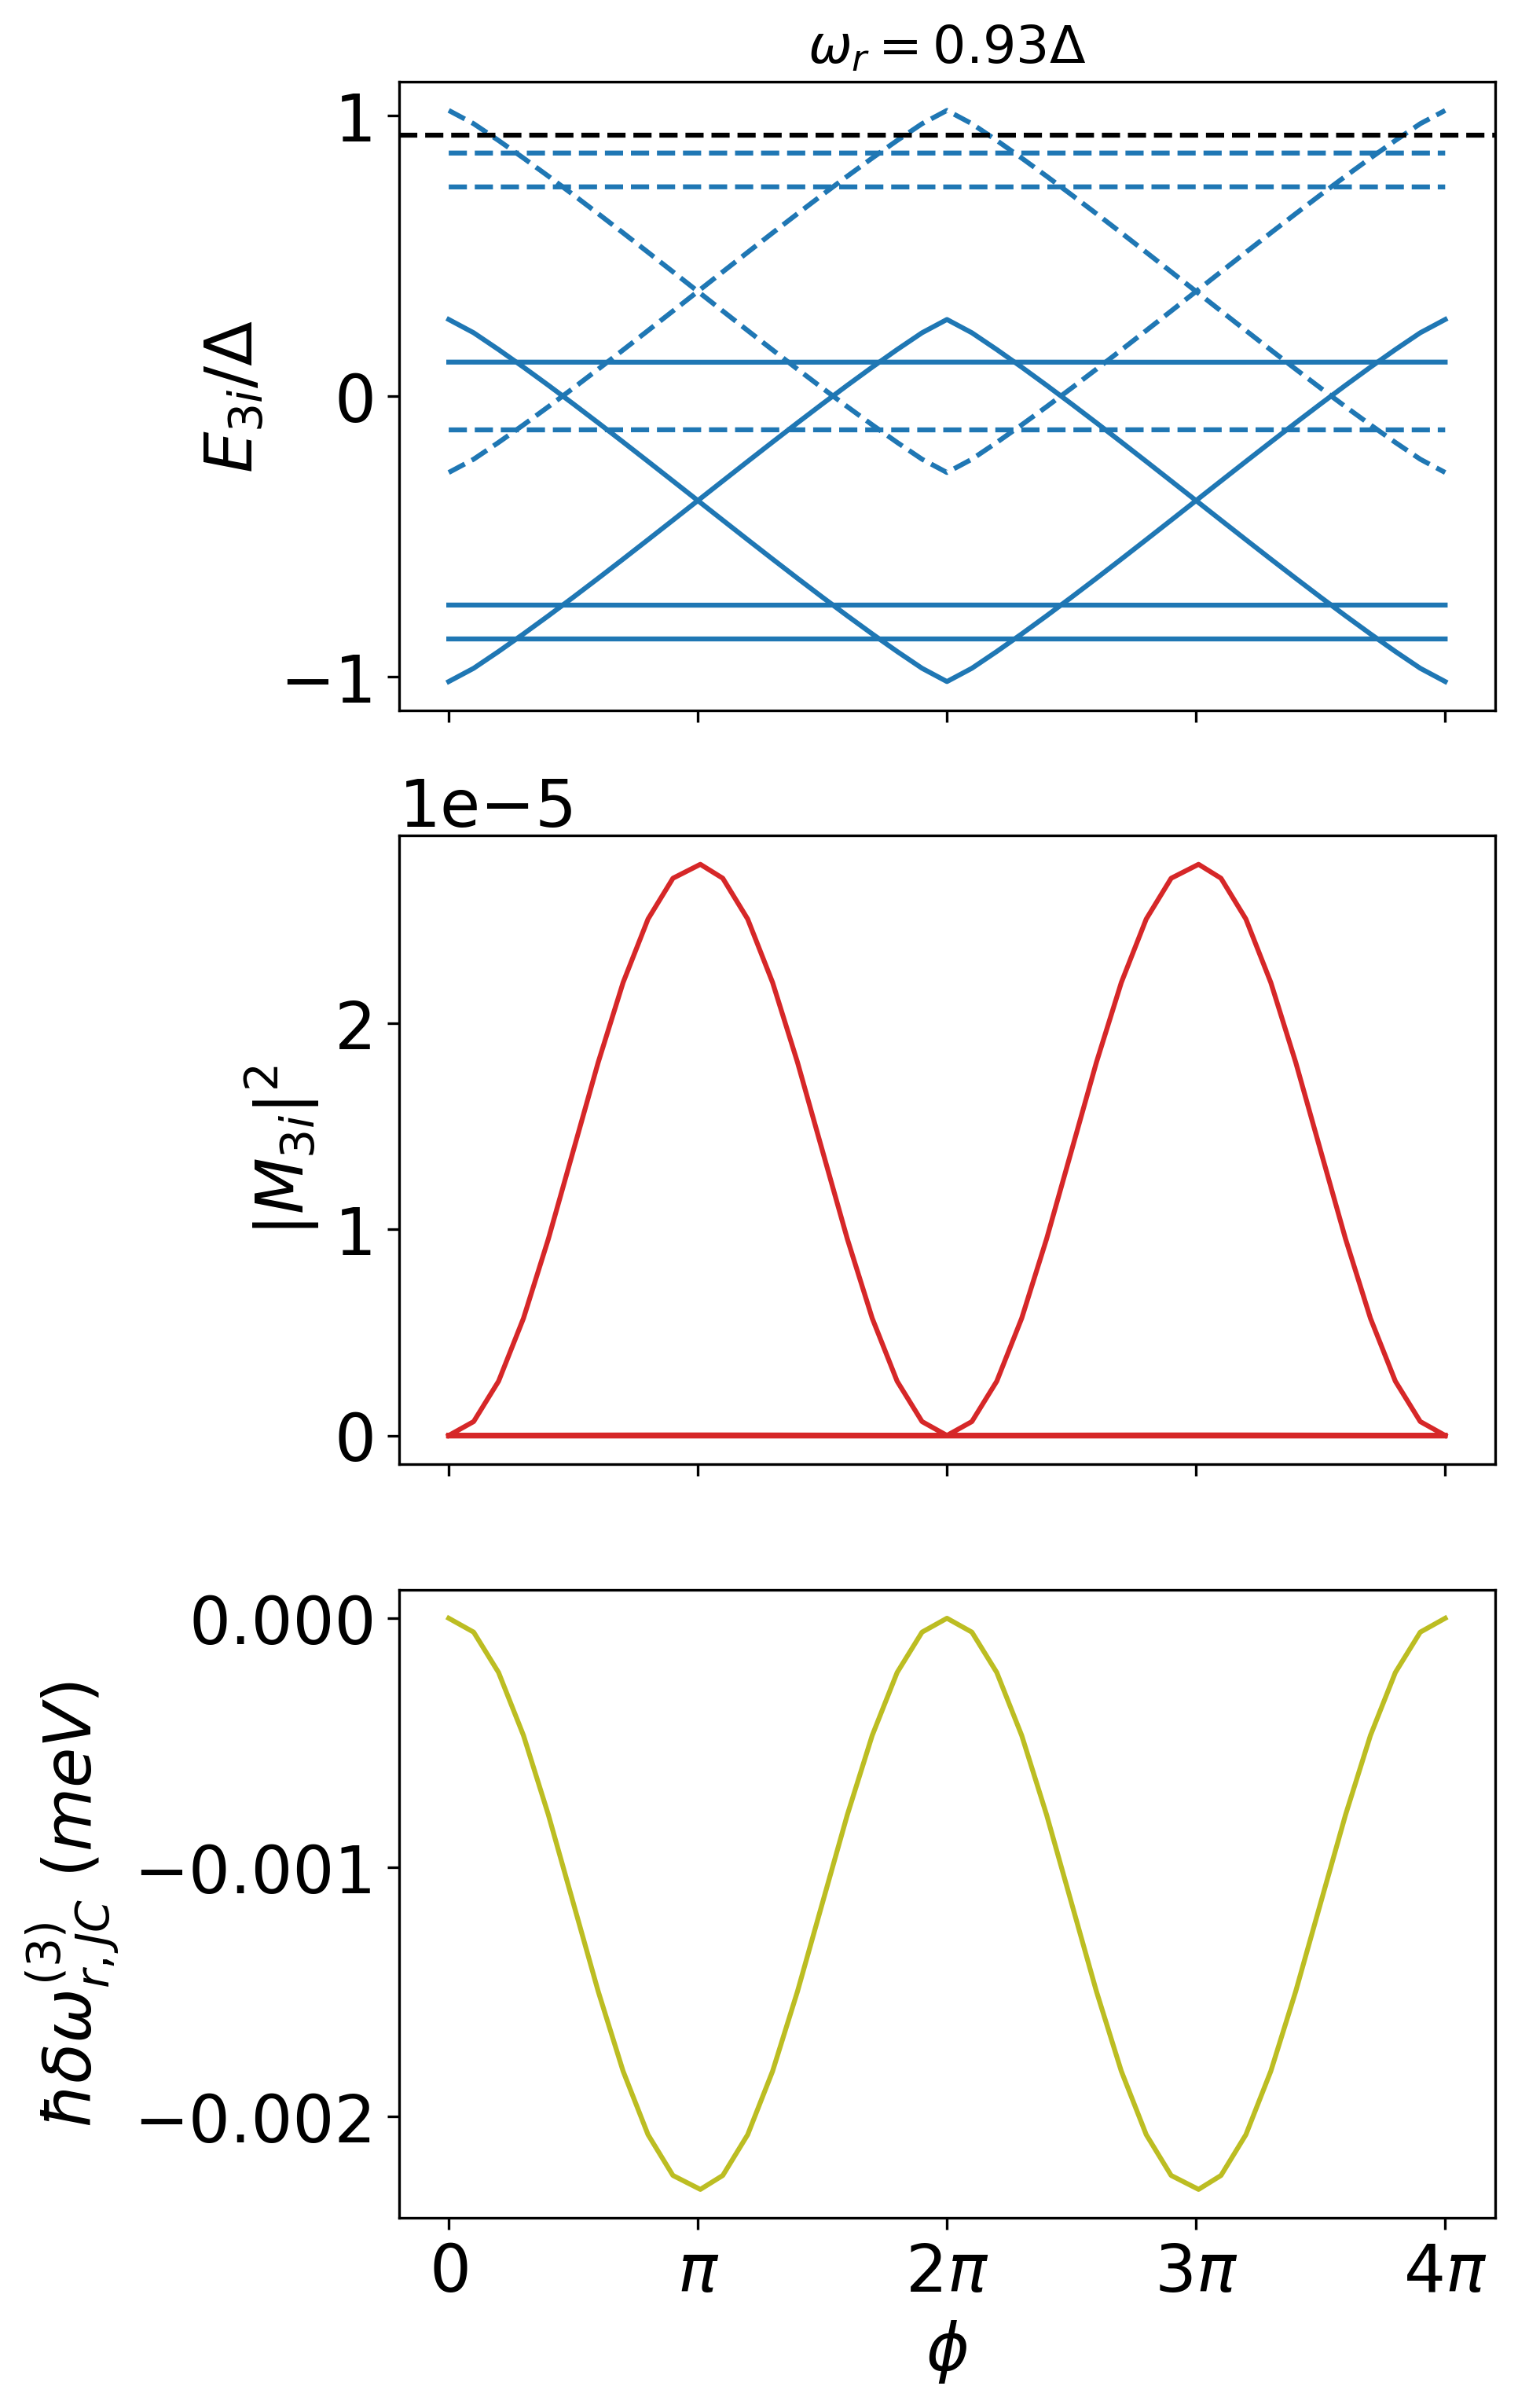 ω_r = 0.93Δ
E_{3i}/Δ
1
0
−1
1e−5
|M_{3i}|²
2
1
0
ℏδω^{(3)}_{r,JC} (meV)
0.000
−0.001
−0.002
0 π 2π 3π 4π
ϕ